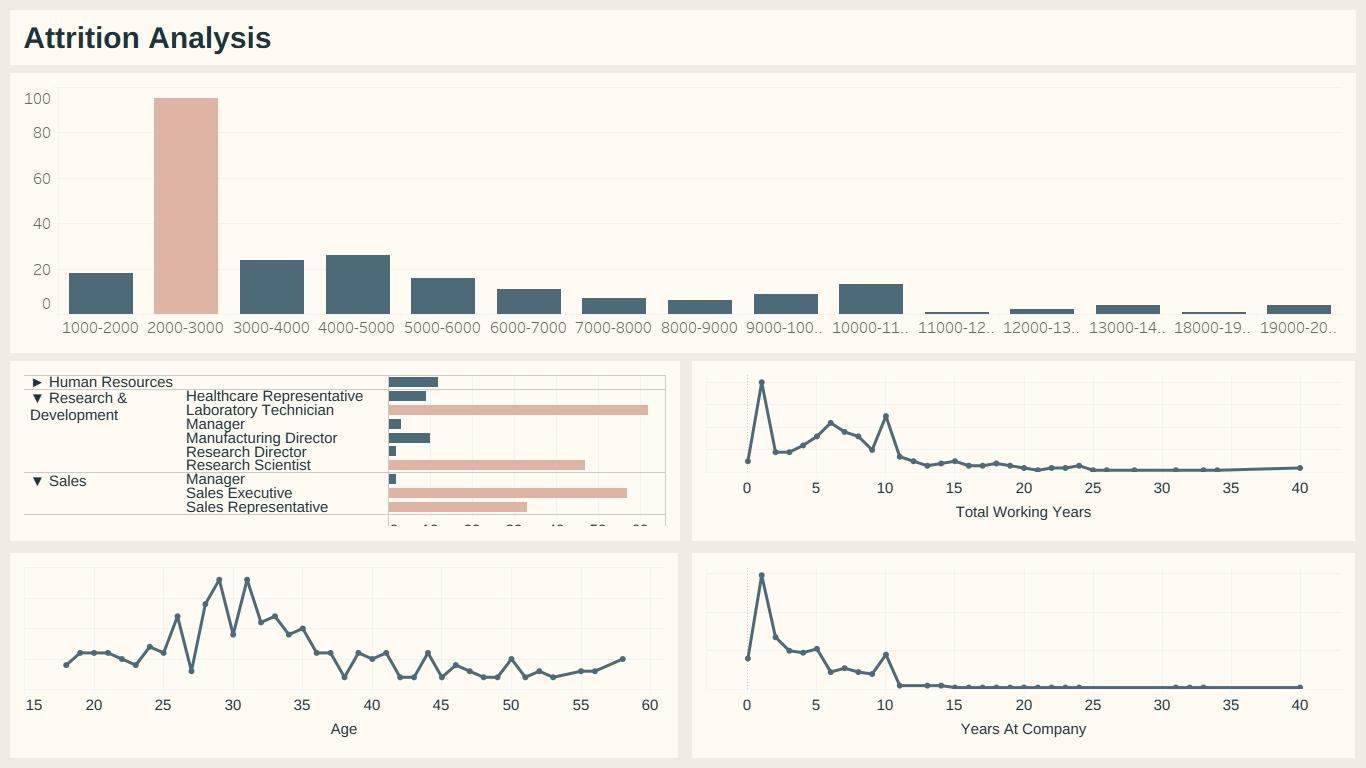 Attrition Analysis
100
80
60
40
20
0
1000-2000 2000-3000 3000-4000 4000-5000 5000-6000 6000-7000 7000-8000 8000-9000 9000-100.. 10000-11.. 11000-12.. 12000-13.. 13000-14.. 18000-19.. 19000-20..
► Human Resources
▼ Research &
Development
Healthcare Representative
Laboratory Technician
Manager
Manufacturing Director
Research Director
Research Scientist
▼ Sales
Manager
Sales Executive
Sales Representative
0 5 10 15 20 25 30 35 40
Total Working Years
15 20 25 30 35 40 45 50 55 60
Age
0 5 10 15 20 25 30 35 40
Years At Company